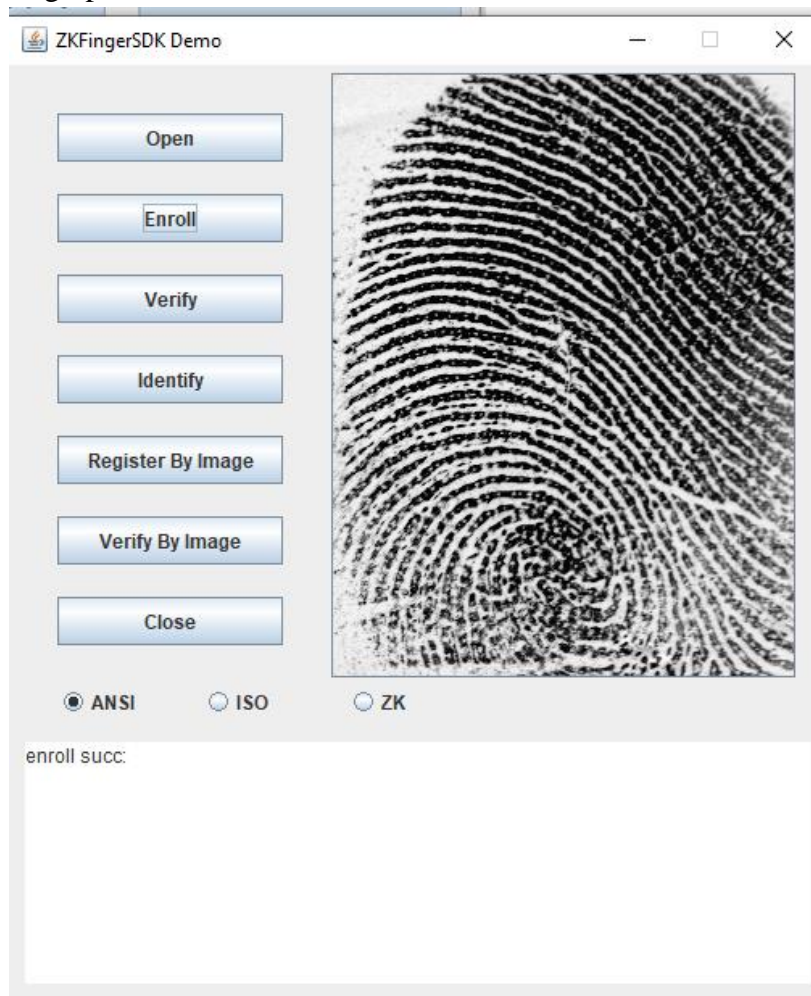 ZKFingerSDK Demo
Open
Enroll
Verify
Identify
Register By Image
Verify By Image
Close
ANSI ISO ZK
enroll succ: